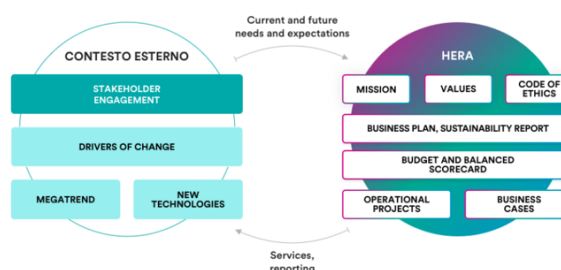 Current and future
needs and expectations
CONTESTO ESTERNO
STAKEHOLDER
ENGAGEMENT
DRIVERS OF CHANGE
MEGATREND
NEW
TECHNOLOGIES
HERA
MISSION
VALUES
CODE OF
ETHICS
BUSINESS PLAN, SUSTAINABILITY REPORT
BUDGET AND BALANCED
SCORECARD
OPERATIONAL
PROJECTS
BUSINESS
CASES
Services,
reporting